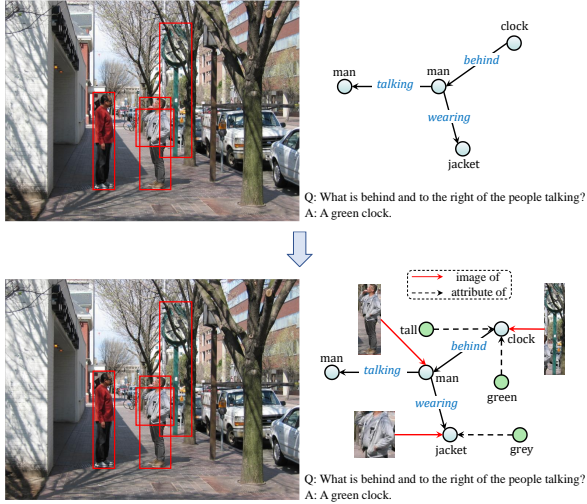 clock
behind
man
talking
man
wearing
jacket
Q: What is behind and to the right of the people talking?
A: A green clock.
image of
attribute of
tall
clock
behind
man
talking
man
green
wearing
jacket
grey
Q: What is behind and to the right of the people talking?
A: A green clock.